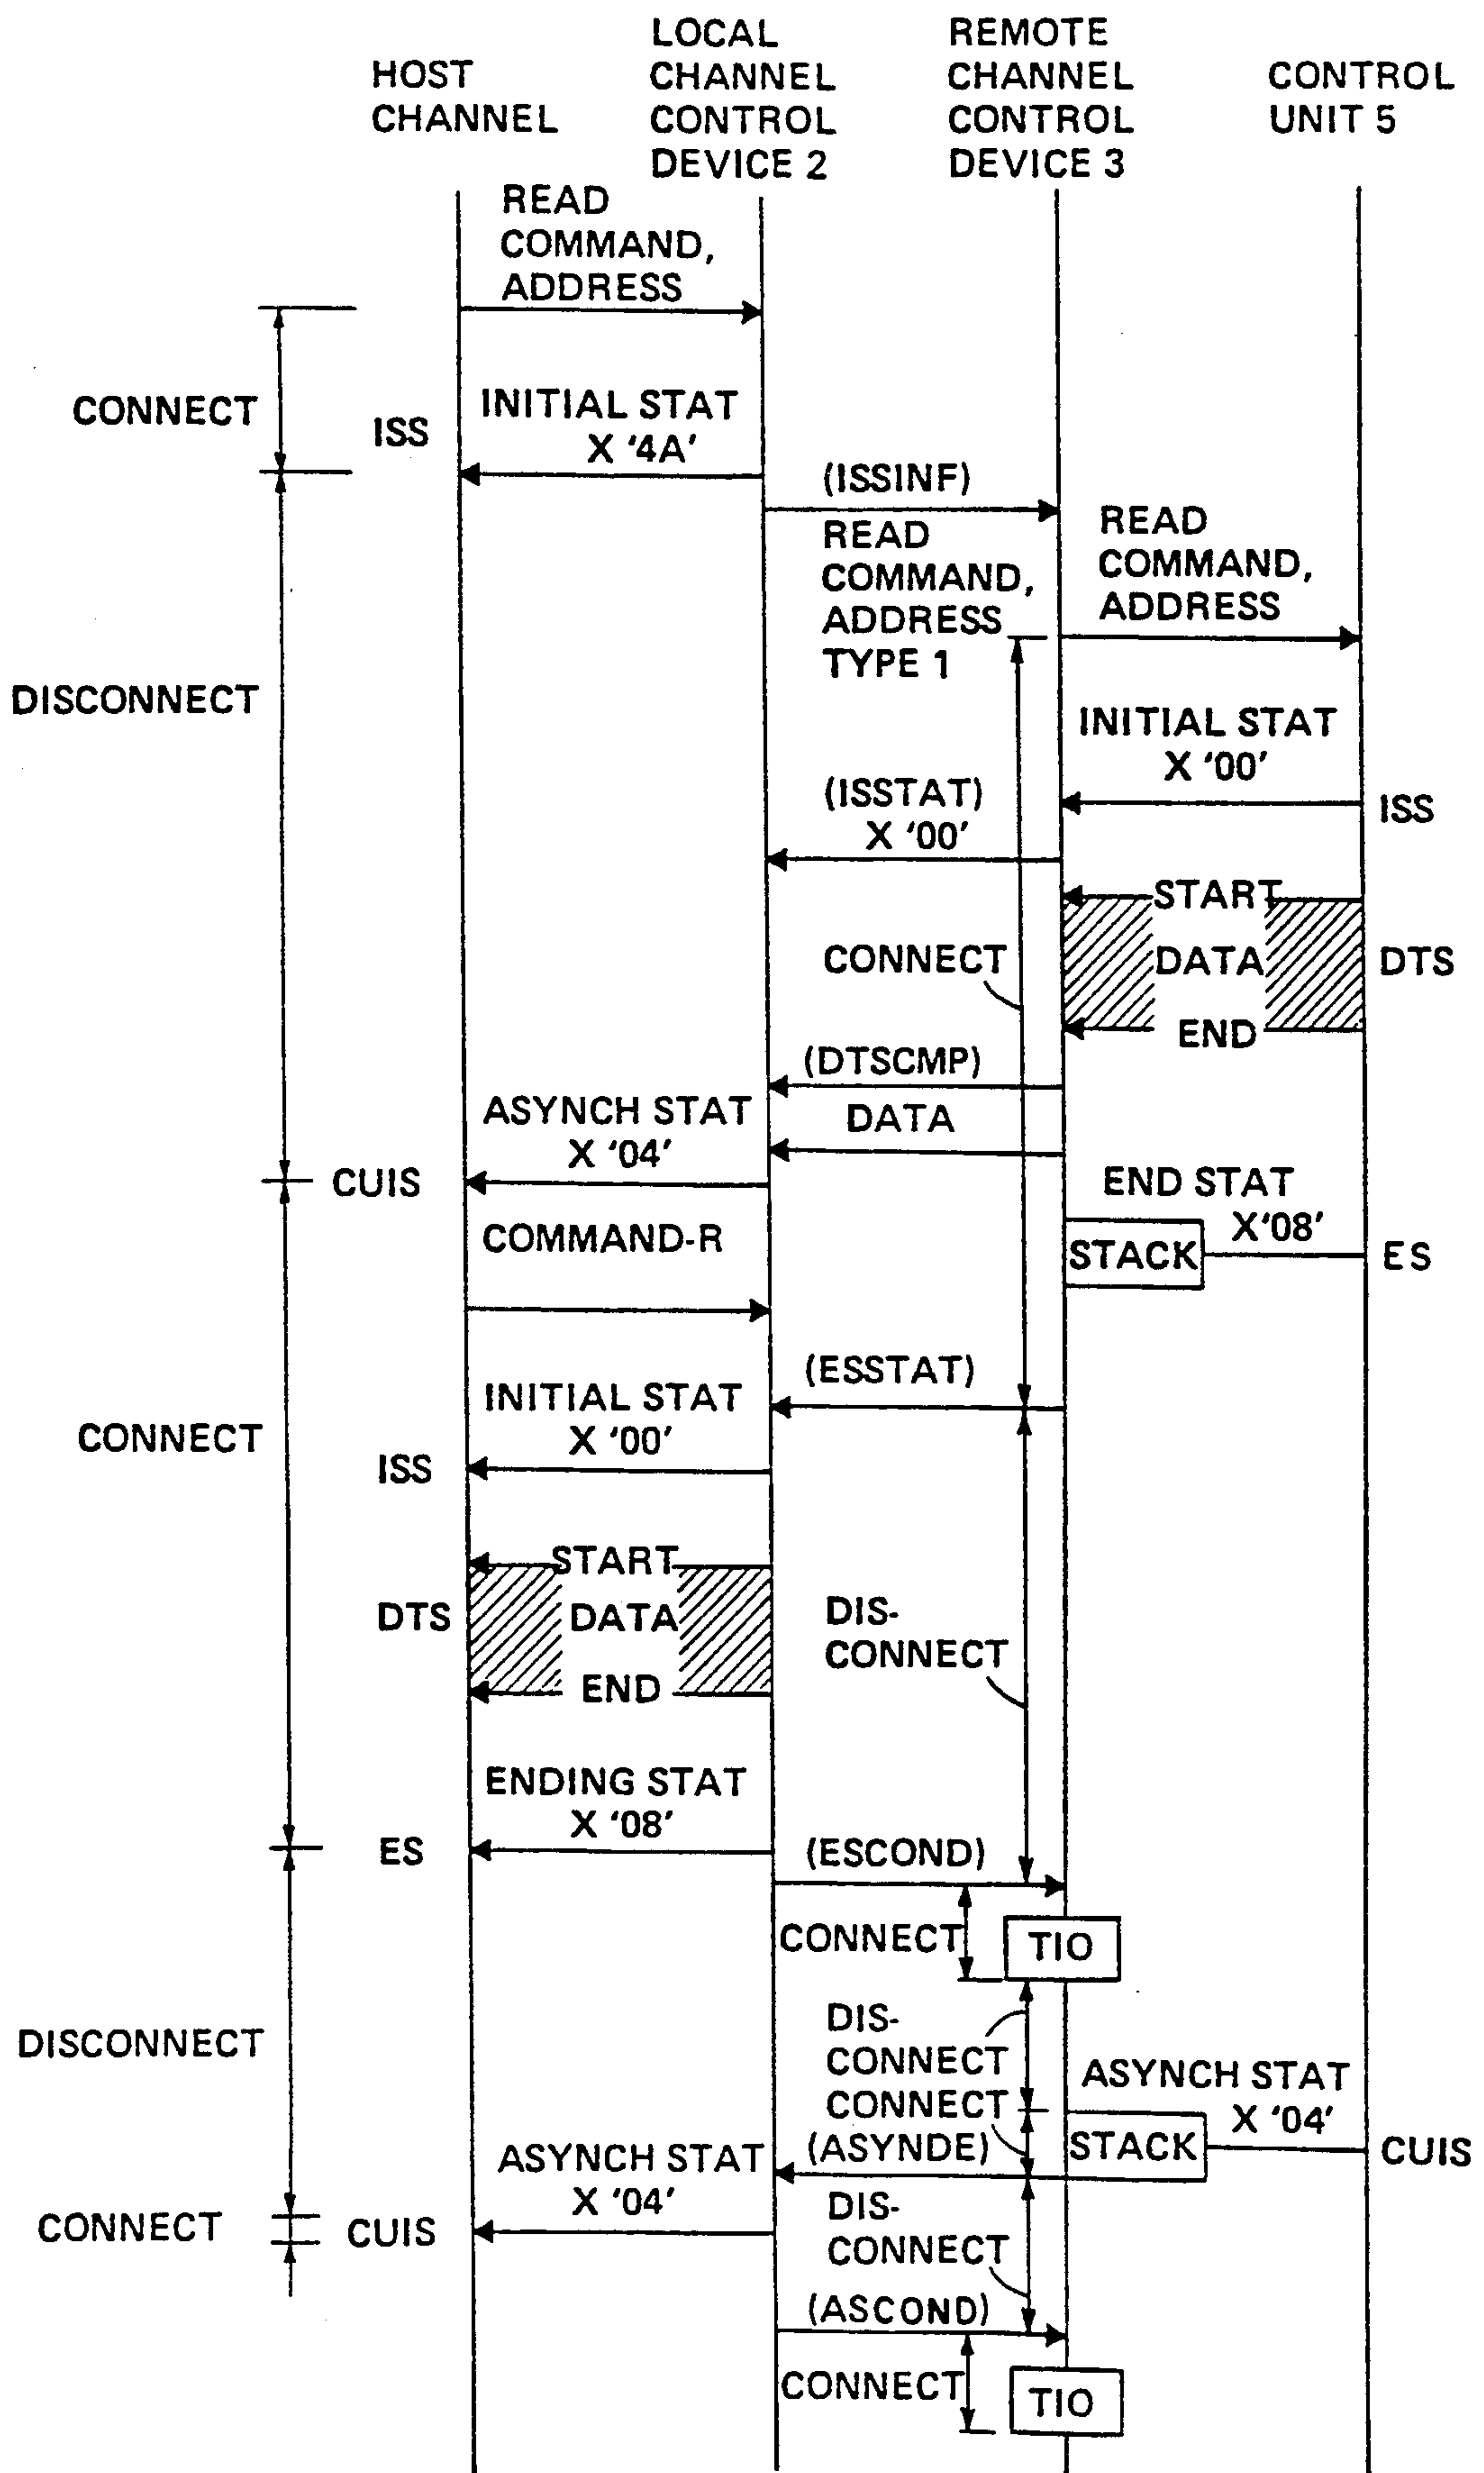 HOST
CHANNEL
LOCAL
CHANNEL
CONTROL
DEVICE 2
REMOTE
CHANNEL
CONTROL
DEVICE 3
CONTROL
UNIT 5
READ
COMMAND,
ADDRESS
CONNECT
ISS
INITIAL STAT
X '4A'
(ISSINF)
READ
COMMAND,
ADDRESS
TYPE 1
READ
COMMAND,
ADDRESS
DISCONNECT
INITIAL STAT
X '00'
ISS
(ISSTAT)
X '00'
START
DATA
END
DTS
CONNECT
(DTSCMP)
DATA
ASYNCH STAT
X '04'
CUIS
END STAT
X'08'
STACK
ES
COMMAND-R
(ESSTAT)
CONNECT
INITIAL STAT
X '00'
ISS
START
DATA
END
DTS
DIS-
CONNECT
ENDING STAT
X '08'
ES
(ESCOND)
CONNECT
TIO
DISCONNECT
DIS-
CONNECT
CONNECT
ASYNCH STAT
X '04'
STACK
CUIS
(ASYNDE)
ASYNCH STAT
X '04'
CONNECT
CUIS
DIS-
CONNECT
(ASCOND)
CONNECT
TIO